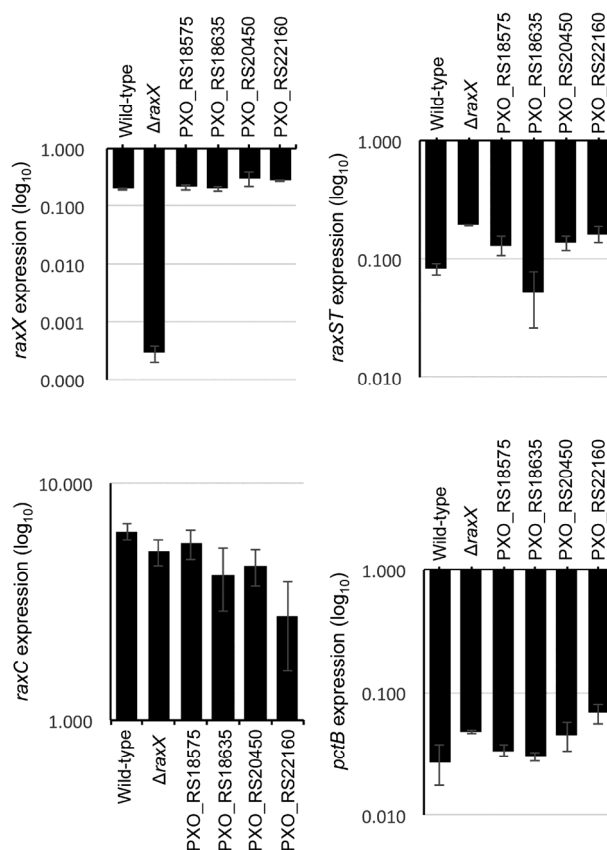 Wild-type
ΔraxX
PXO_RS18575
PXO_RS18635
PXO_RS20450
PXO_RS22160
1.000
0.100
0.010
0.001
0.000
raxX expression (log10)
Wild-type
ΔraxX
PXO_RS18575
PXO_RS18635
PXO_RS20450
PXO_RS22160
1.000
0.100
0.010
raxST expression (log10)
10.000
1.000
raxC expression (log10)
Wild-type
ΔraxX
PXO_RS18575
PXO_RS18635
PXO_RS20450
PXO_RS22160
Wild-type
ΔraxX
PXO_RS18575
PXO_RS18635
PXO_RS20450
PXO_RS22160
1.000
0.100
0.010
pctB expression (log10)